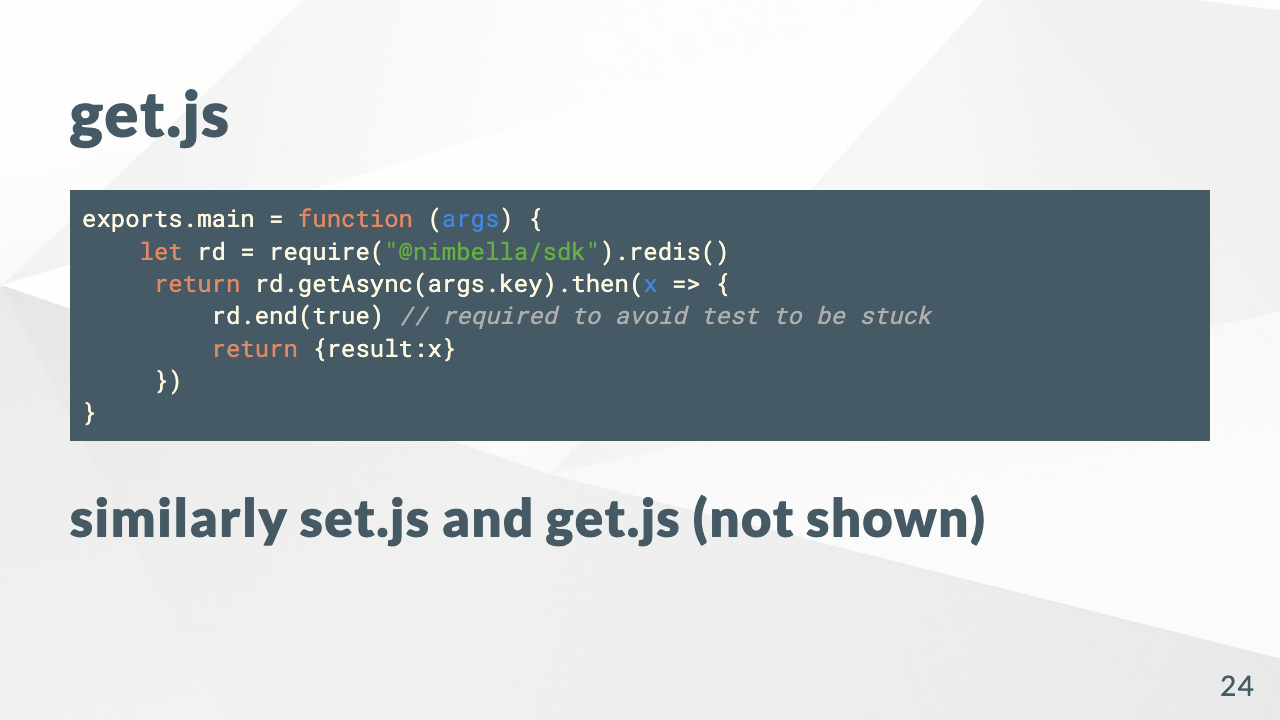 get.js
exports.main = function (args) {
    let rd = require("@nimbella/sdk").redis()
     return rd.getAsync(args.key).then(x => {
         rd.end(true) // required to avoid test to be stuck
         return {result:x}
     })
}
similarly set.js and get.js (not shown)
24